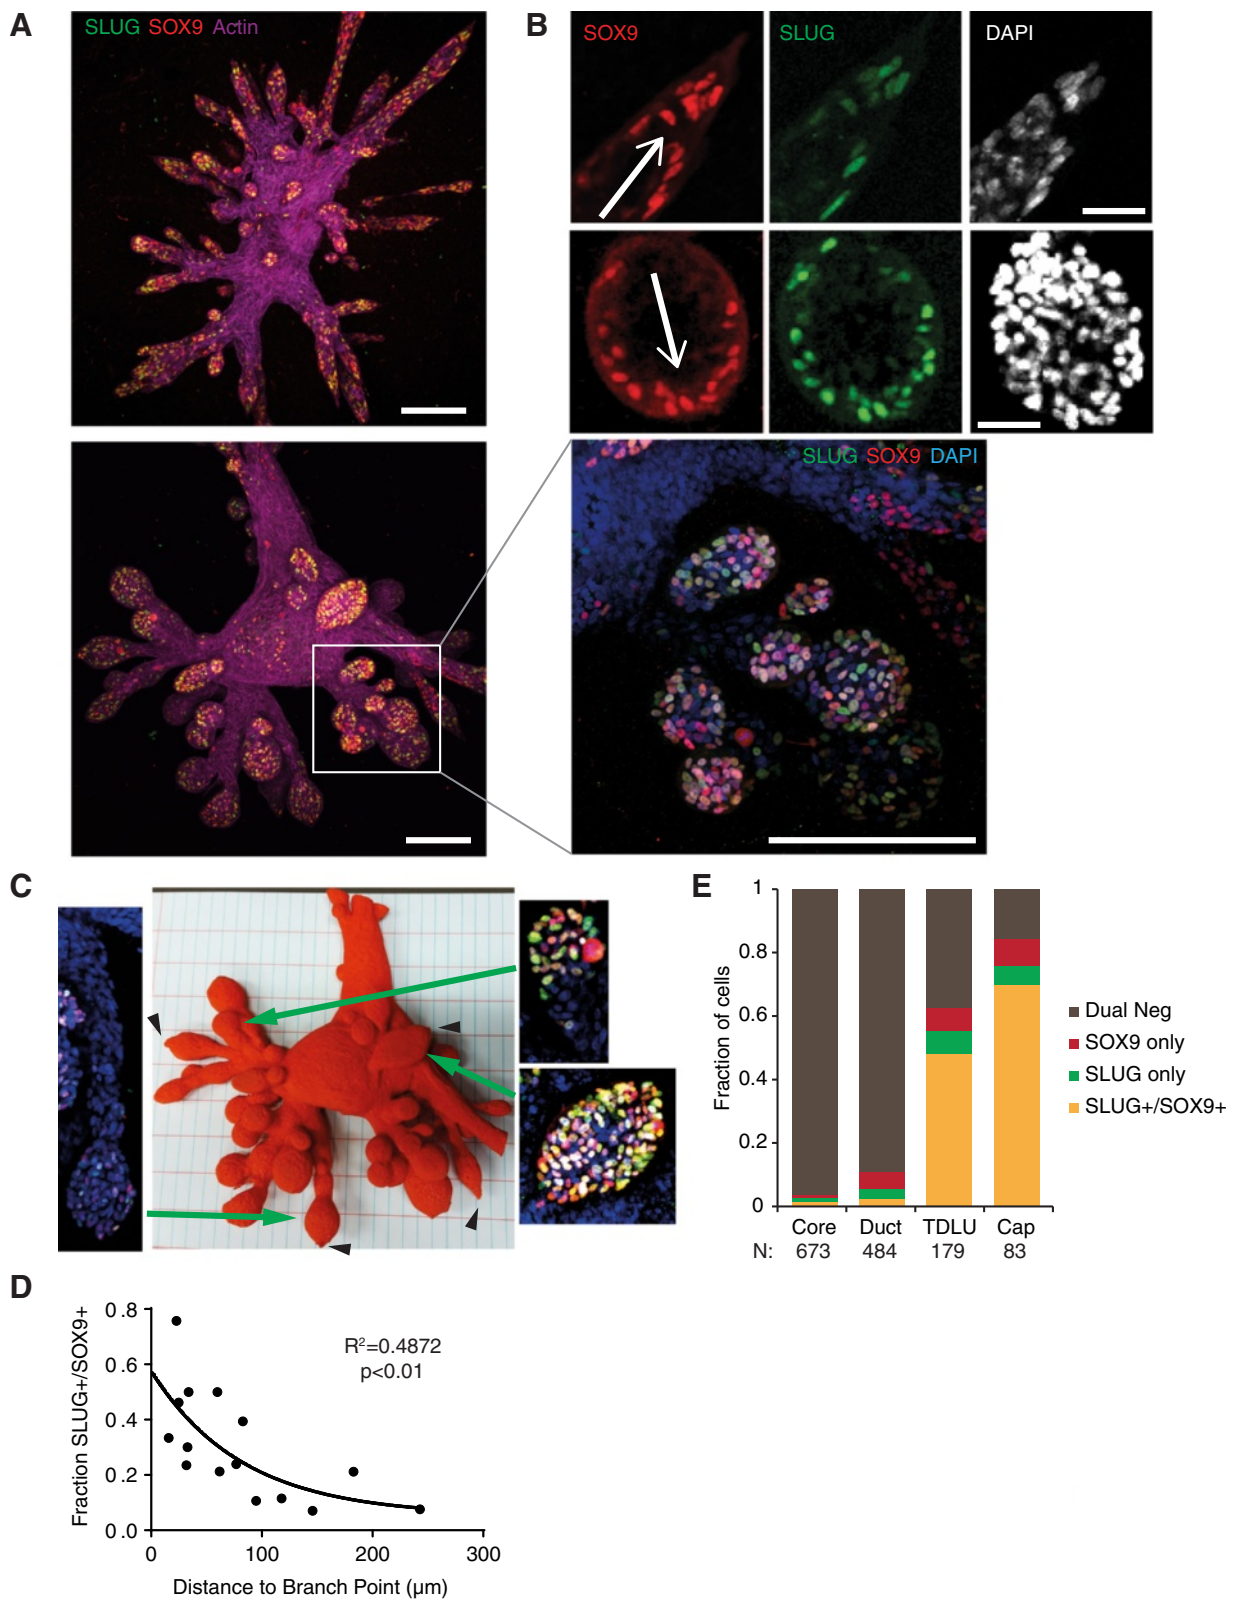 A
SLUG SOX9 Actin
B
SOX9
SLUG
DAPI
SLUG SOX9 DAPI
C
E
Fraction of cells
1
0.8
0.6
0.4
0.2
0
Core Duct TDLU Cap
N: 673 484 179 83
Dual Neg
SOX9 only
SLUG only
SLUG+/SOX9+
D
Fraction SLUG+/SOX9+
0.8
0.6
0.4
0.2
0.0
R²=0.4872
p<0.01
0 100 200 300
Distance to Branch Point (µm)